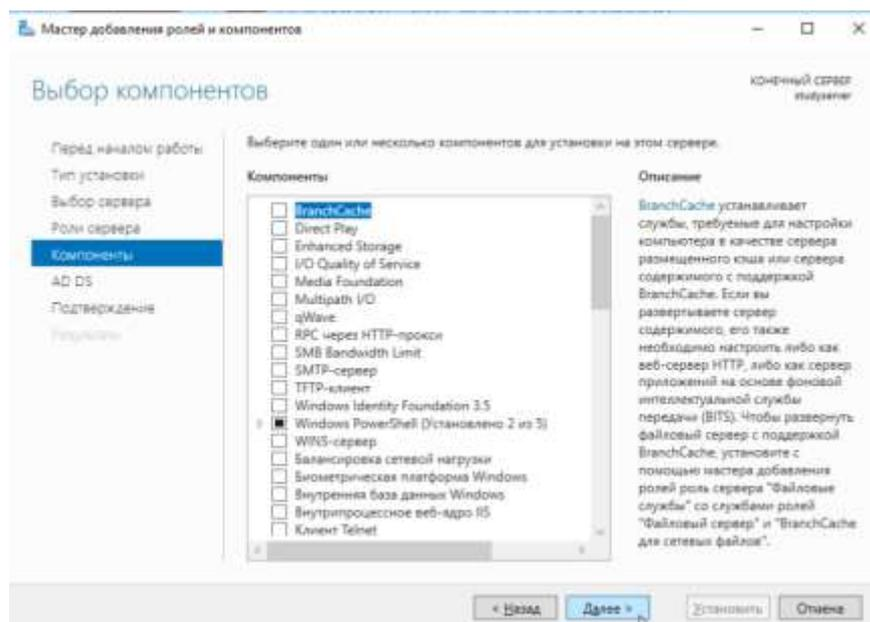 Мастер добавления ролей и компонентов
Выбор компонентов
КОНЕЧНЫЙ СЕРВЕР
studyserver
Перед началом работы
Тип установки
Выбор сервера
Роли сервера
Компоненты
AD DS
Подтверждение
Результаты
Выберите один или несколько компонентов для установки на этом сервере.
Компоненты
BranchCache
Direct Play
Enhanced Storage
I/O Quality of Service
Media Foundation
Multipath I/O
qWave
RPC через HTTP-прокси
SMB Bandwidth Limit
SMTP-сервер
TFTP-клиент
Windows Identity Foundation 3.5
Windows PowerShell (Установлено 2 из 5)
WINS-сервер
Балансировка сетевой нагрузки
Биометрическая платформа Windows
Внутренняя база данных Windows
Внутрипроцессное веб-ядро IIS
Клиент Telnet
Описание
BranchCache устанавливает
службы, требуемые для настройки
компьютера в качестве сервера
размещенного кэша или сервера
содержимого с поддержкой
BranchCache. Если вы
развертываете сервер
содержимого, его также
необходимо настроить либо как
веб-сервер HTTP, либо как сервер
приложений на основе фоновой
интеллектуальной службы
передачи (BITS). Чтобы развернуть
файловый сервер с поддержкой
BranchCache, установите с
помощью мастера добавления
ролей роль сервера "Файловые
службы" со службами ролей
"Файловый сервер" и "BranchCache
для сетевых файлов".
< Назад
Далее >
Установить
Отмена